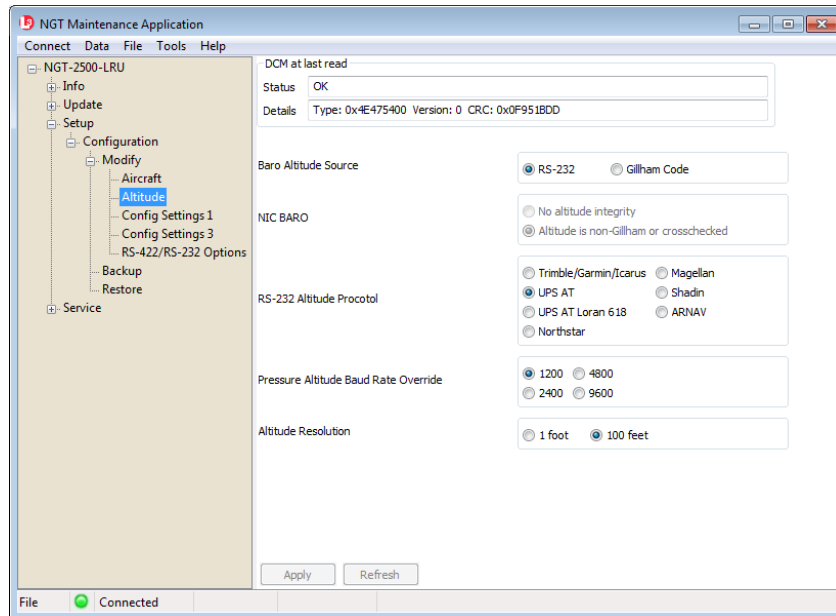 NGT Maintenance Application
Connect Data File Tools Help
NGT-2500-LRU
Info
Update
Setup
Configuration
Modify
Aircraft
Altitude
Config Settings 1
Config Settings 3
RS-422/RS-232 Options
Backup
Restore
Service
DCM at last read
Status OK
Details Type: 0x4E475400 Version: 0 CRC: 0x0F951BDD
Baro Altitude Source
RS-232 Gillham Code
NIC BARO
No altitude integrity
Altitude is non-Gillham or crosschecked
RS-232 Altitude Procotol
Trimble/Garmin/Icarus Magellan
UPS AT Shadin
UPS AT Loran 618 ARNAV
Northstar
Pressure Altitude Baud Rate Override
1200 4800
2400 9600
Altitude Resolution
1 foot 100 feet
Apply Refresh
File Connected